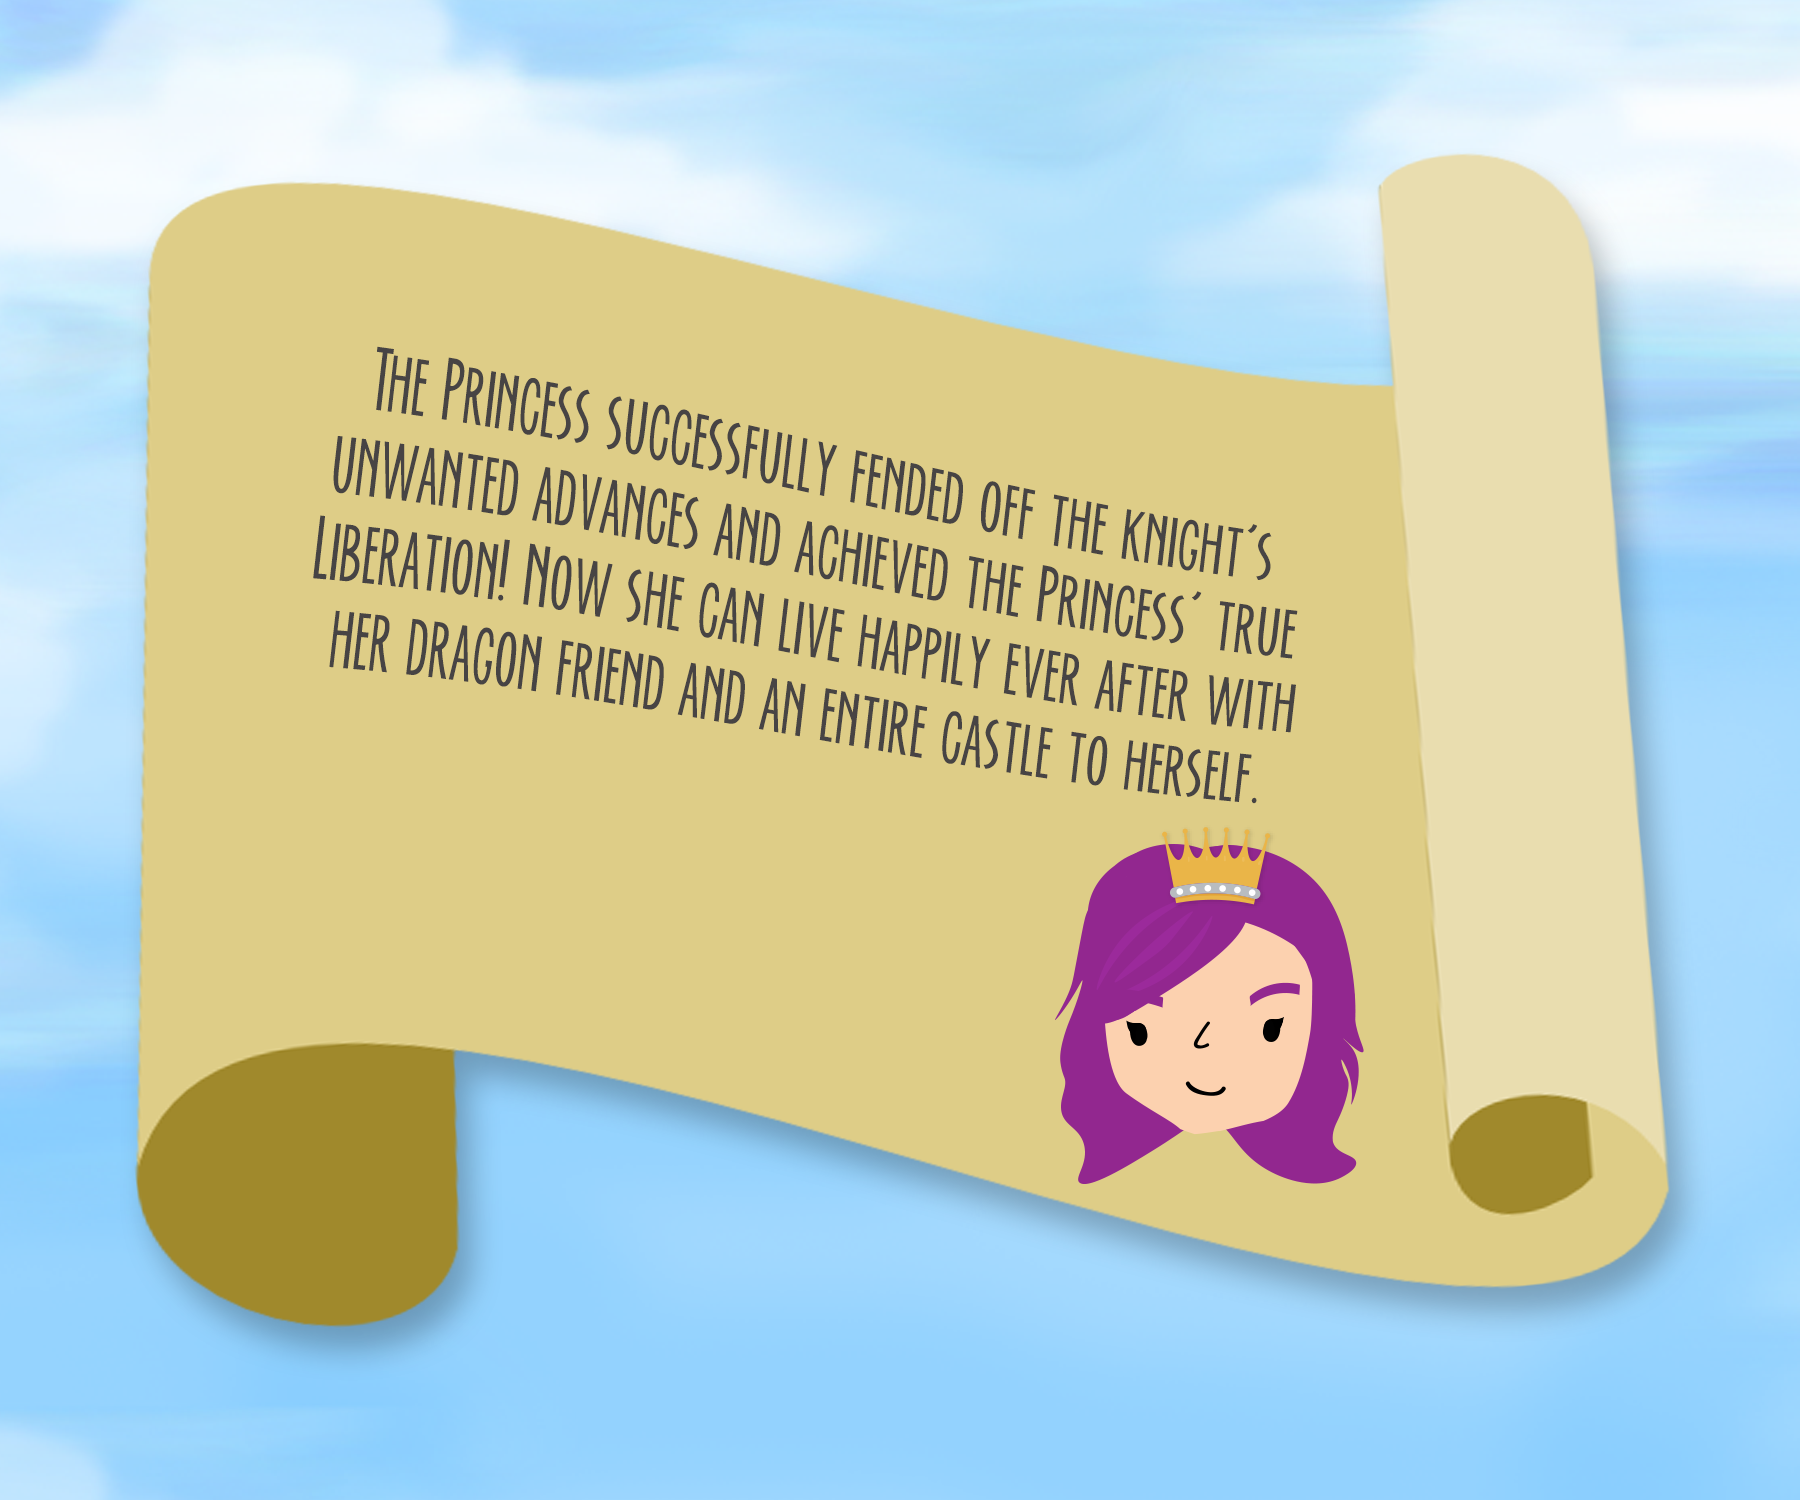 The Princess successfully fended off the knight's
unwanted advances and achieved the Princess' true
Liberation! Now she can live happily ever after with
her dragon friend and an entire castle to herself.